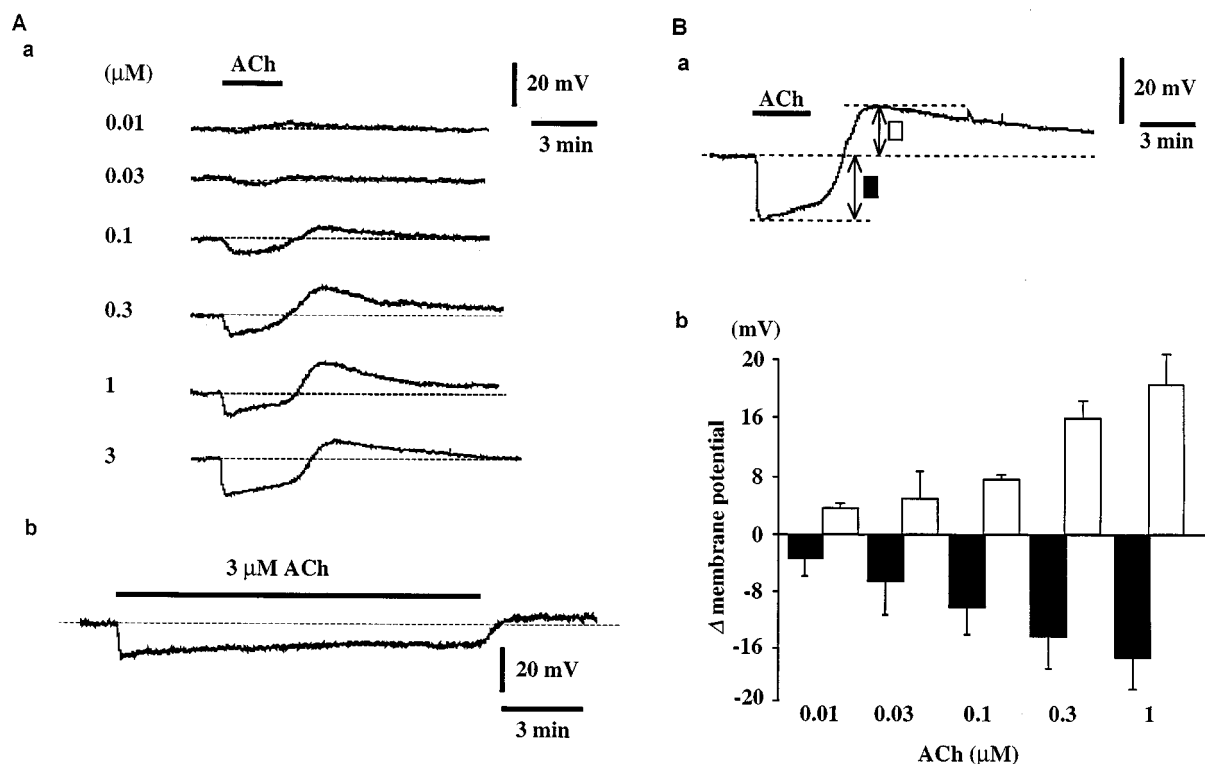 A
a
(μM)
ACh
20 mV
3 min
0.01
0.03
0.1
0.3
1
3
b
3 μM ACh
20 mV
3 min
B
a
ACh
20 mV
3 min
b
(mV)
20
16
8
4
0
-8
-16
-20
Δ membrane potential
0.01 0.03 0.1 0.3 1
ACh (μM)